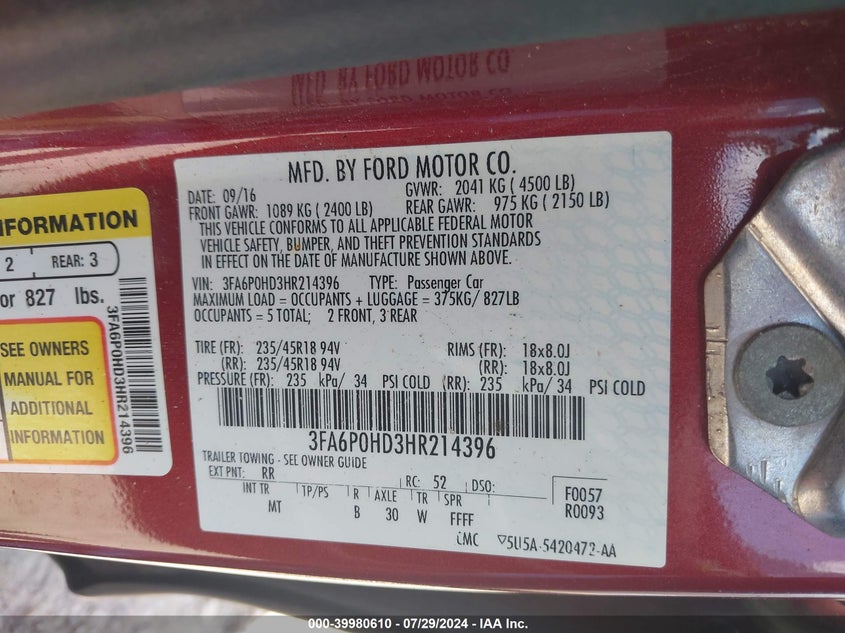 MFD. BY FORD MOTOR CO
MFD. BY FORD MOTOR CO.
DATE: 09/16 GVWR: 2041 KG ( 4500 LB)
FRONT GAWR: 1089 KG ( 2400 LB) REAR GAWR: 975 KG ( 2150 LB)
THIS VEHICLE CONFORMS TO ALL APPLICABLE FEDERAL MOTOR
VEHICLE SAFETY, BUMPER, AND THEFT PREVENTION STANDARDS
IN EFFECT ON THE DATE OF MANUFACTURE SHOWN ABOVE.
VIN: 3FA6P0HD3HR214396 TYPE: Passenger Car
MAXIMUM LOAD = OCCUPANTS + LUGGAGE = 375KG/ 827LB
OCCUPANTS = 5 TOTAL; 2 FRONT, 3 REAR
TIRE (FR): 235/45R18 94V RIMS (FR): 18x8.0J
(RR): 235/45R18 94V (RR): 18x8.0J
PRESSURE (FR): 235 kPa/ 34 PSI COLD (RR): 235 kPa/ 34 PSI COLD
3FA6P0HD3HR214396
TRAILER TOWING - SEE OWNER GUIDE
EXT PNT: RR RC: 52 DSO: F0057
INT TR TP/PS R AXLE TR SPR R0093
MT B 30 W FFFF
LMC ▽5U5A-5420472-AA
INFORMATION
2 REAR: 3
or 827 lbs.
SEE OWNERS
MANUAL FOR
ADDITIONAL
INFORMATION
3FA6P0HD3HR214396
000-39980610 - 07/29/2024 - IAA Inc.